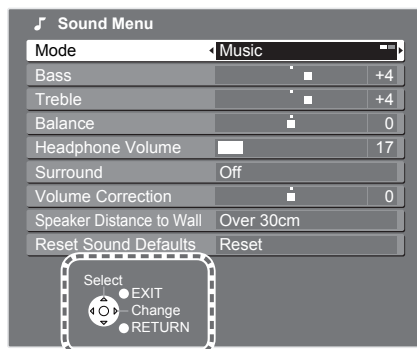 Sound Menu
Mode Music
Bass +4
Treble +4
Balance 0
Headphone Volume 17
Surround Off
Volume Correction 0
Speaker Distance to Wall Over 30cm
Reset Sound Defaults Reset
Select
EXIT
Change
RETURN